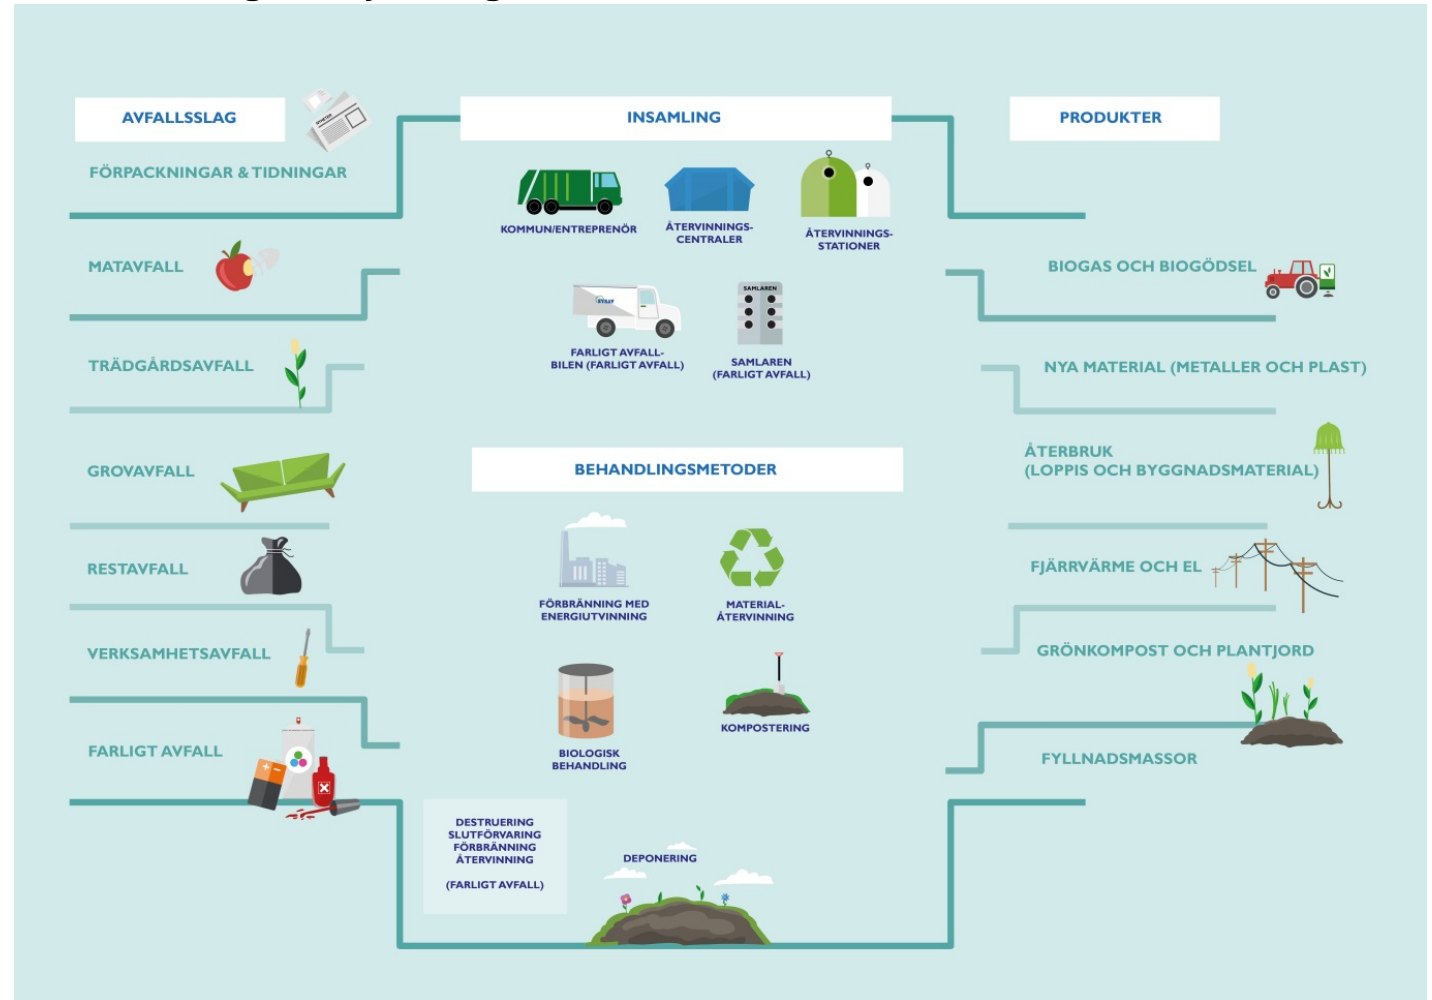 AVFALLSSLAG
FÖRPACKNINGAR & TIDNINGAR
MATAVFALL
TRÄDGÅRDSAVFALL
GROVAVFALL
RESTAVFALL
VERKSAMHETSAVFALL
FARLIGT AVFALL
INSAMLING
KOMMUN/ENTREPRENÖR
ÅTERVINNINGS-
CENTRALER
ÅTERVINNINGS-
STATIONER
FARLIGT AVFALL-
BILEN (FARLIGT AVFALL)
SAMLAREN
SAMLAREN
(FARLIGT AVFALL)
BEHANDLINGSMETODER
FÖRBRÄNNING MED
ENERGIUTVINNING
MATERIAL-
ÅTERVINNING
BIOLOGISK
BEHANDLING
KOMPOSTERING
DESTRUERING
SLUTFÖRVARING
FÖRBRÄNNING
ÅTERVINNING
(FARLIGT AVFALL)
DEPONERING
PRODUKTER
BIOGAS OCH BIOGÖDSEL
NYA MATERIAL (METALLER OCH PLAST)
ÅTERBRUK
(LOPPIS OCH BYGGNADSMATERIAL)
FJÄRRVÄRME OCH EL
GRÖNKOMPOST OCH PLANTJORD
FYLLNADSMASSOR